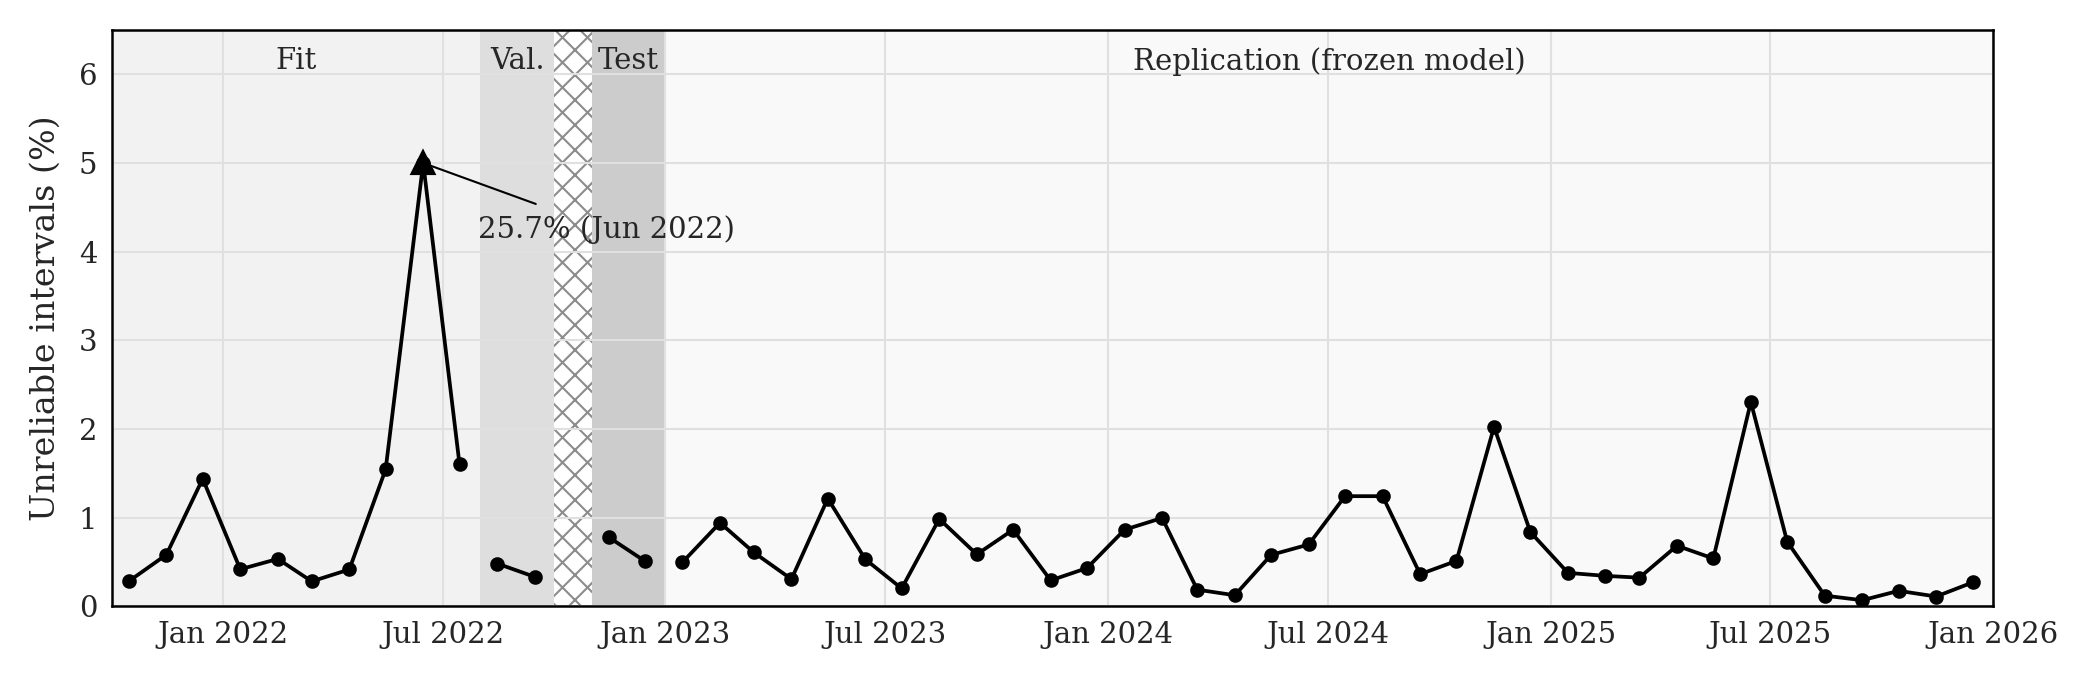 Fit
Val.
Test
Replication (frozen model)
25.7% (Jun 2022)
Unreliable intervals (%)
6
5
4
3
2
1
0
Jan 2022
Jul 2022
Jan 2023
Jul 2023
Jan 2024
Jul 2024
Jan 2025
Jul 2025
Jan 2026